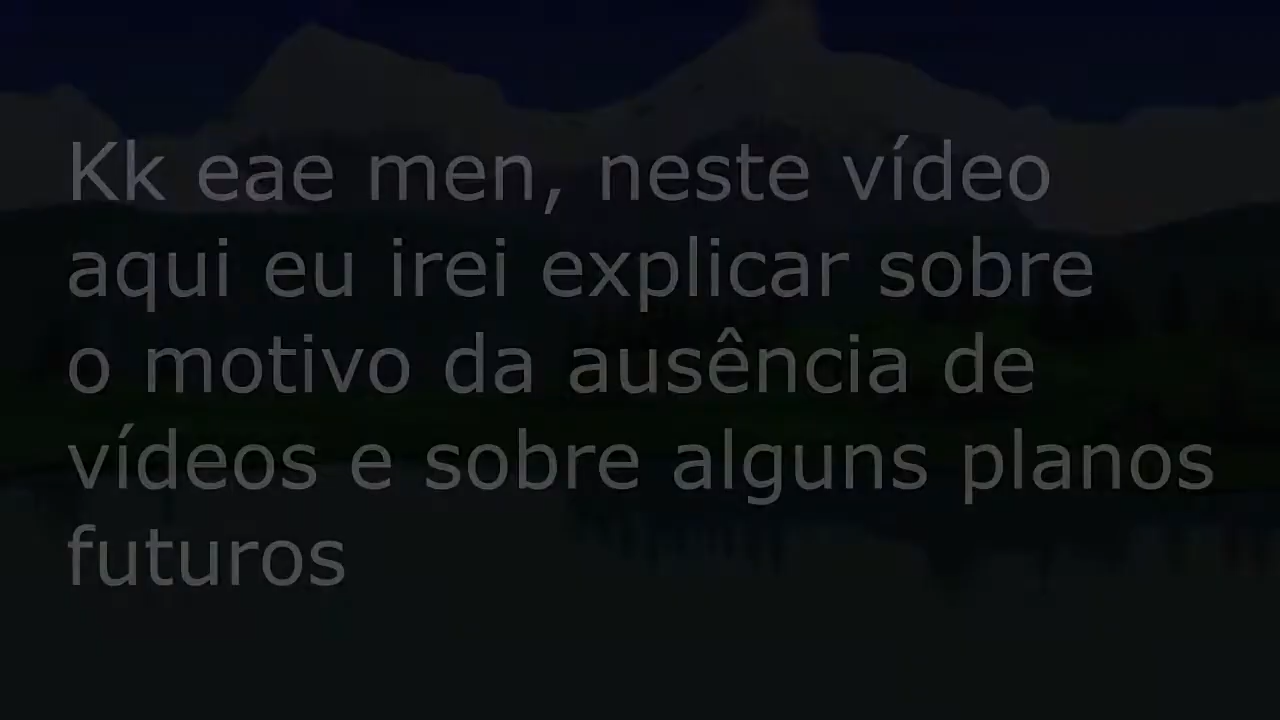 Kk eae men, neste vídeo
aqui eu irei explicar sobre
o motivo da ausência de
vídeos e sobre alguns planos
futuros